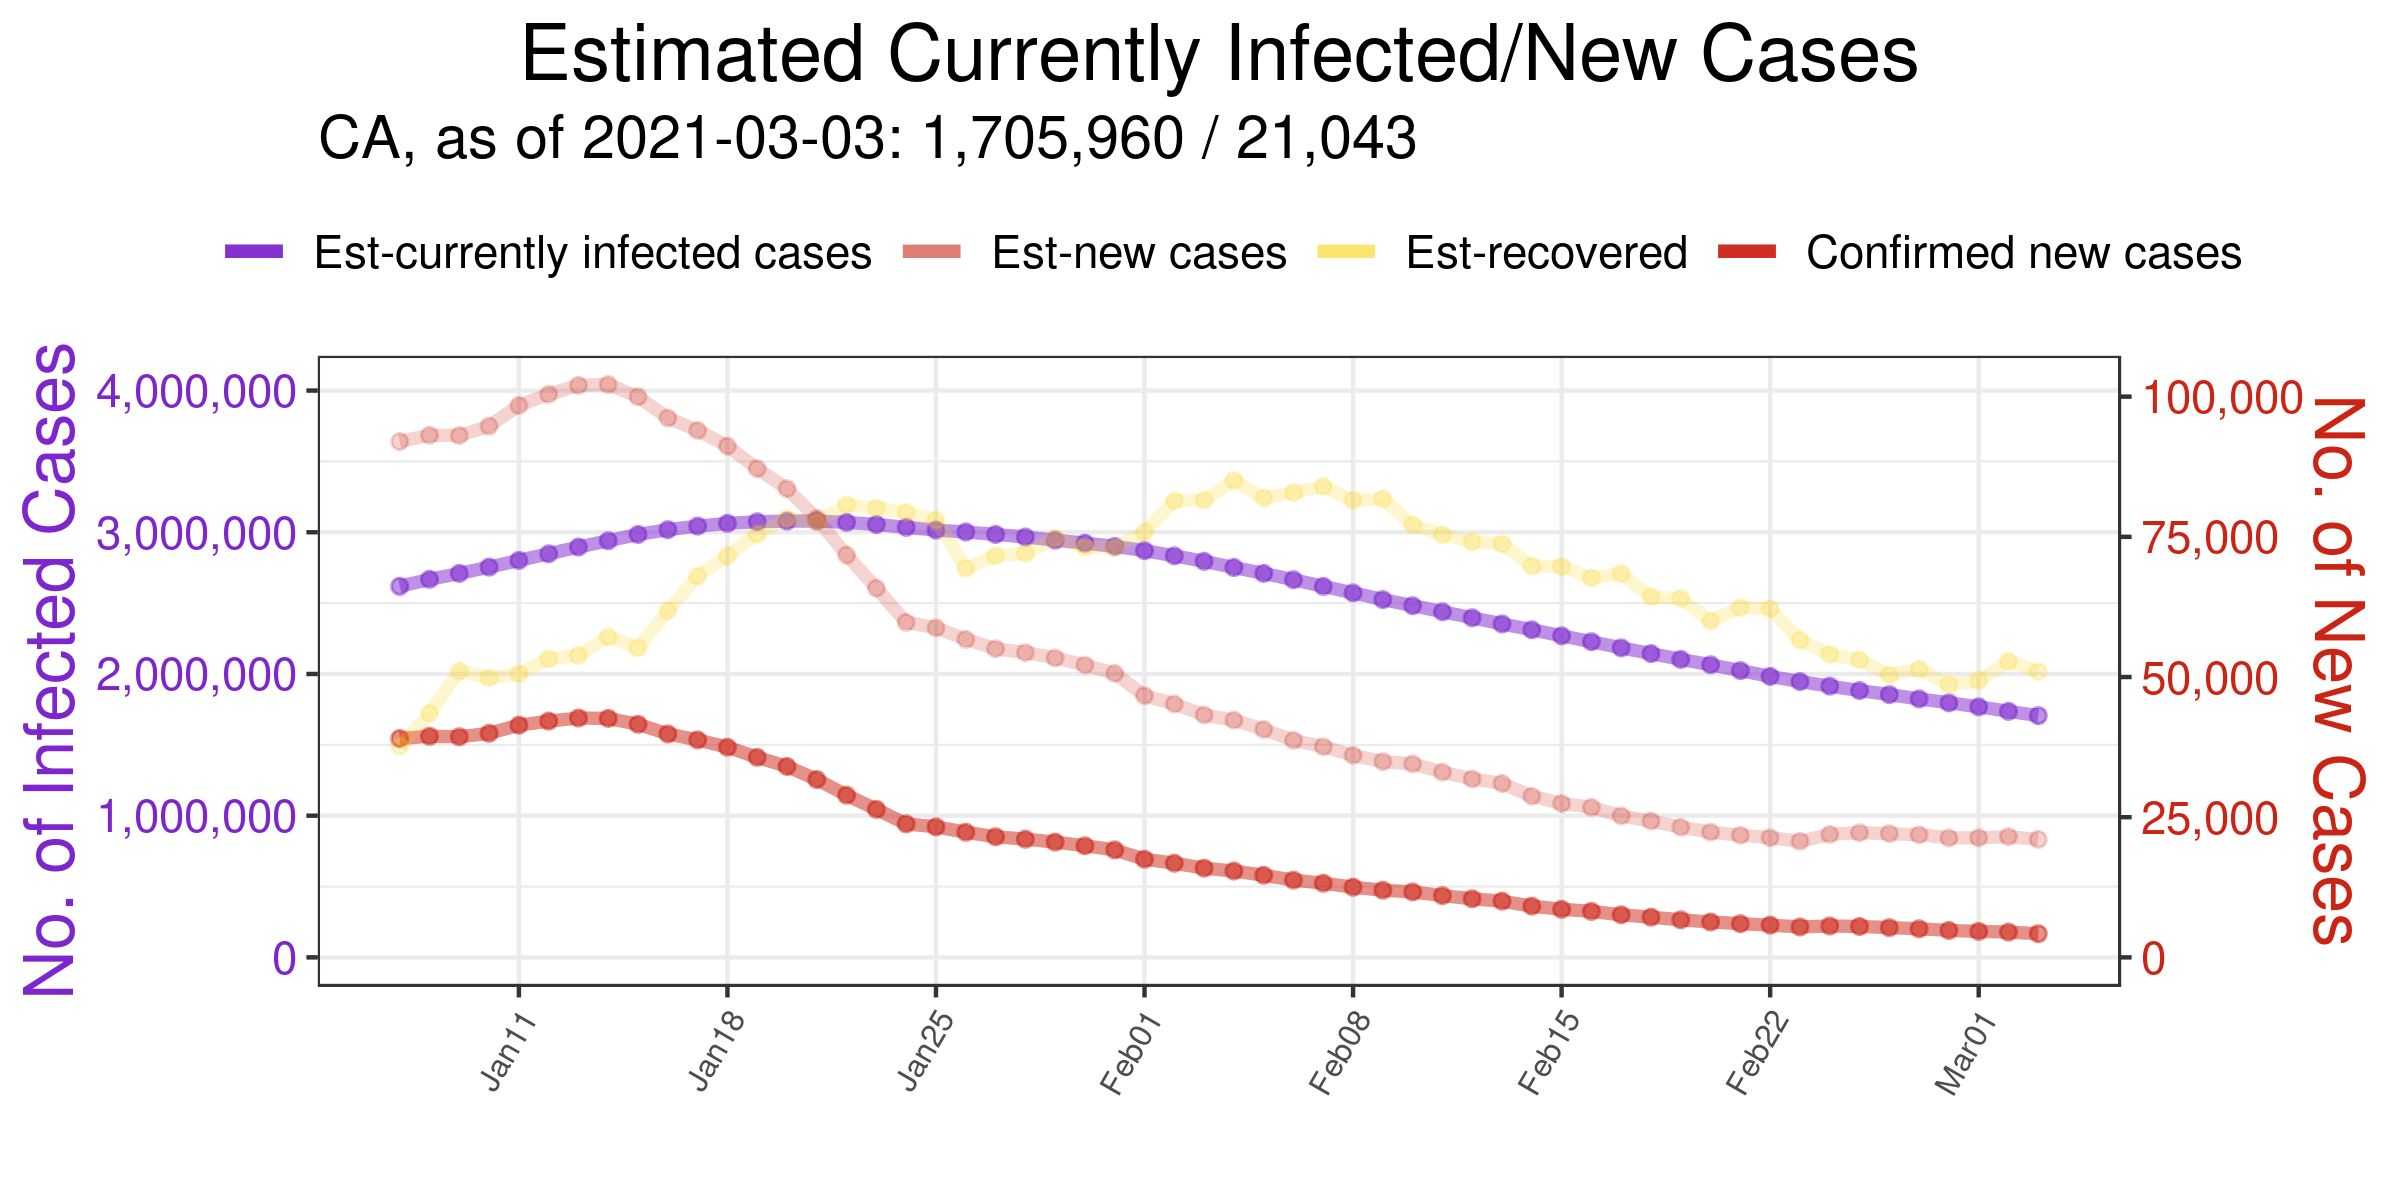 Estimated Currently Infected/New Cases
CA, as of 2021-03-03: 1,705,960 / 21,043
Est-currently infected cases Est-new cases Est-recovered Confirmed new cases
No. of Infected Cases
4,000,000
3,000,000
2,000,000
1,000,000
0
100,000
75,000
50,000
25,000
0
No. of New Cases
Jan11 Jan18 Jan25 Feb01 Feb08 Feb15 Feb22 Mar01